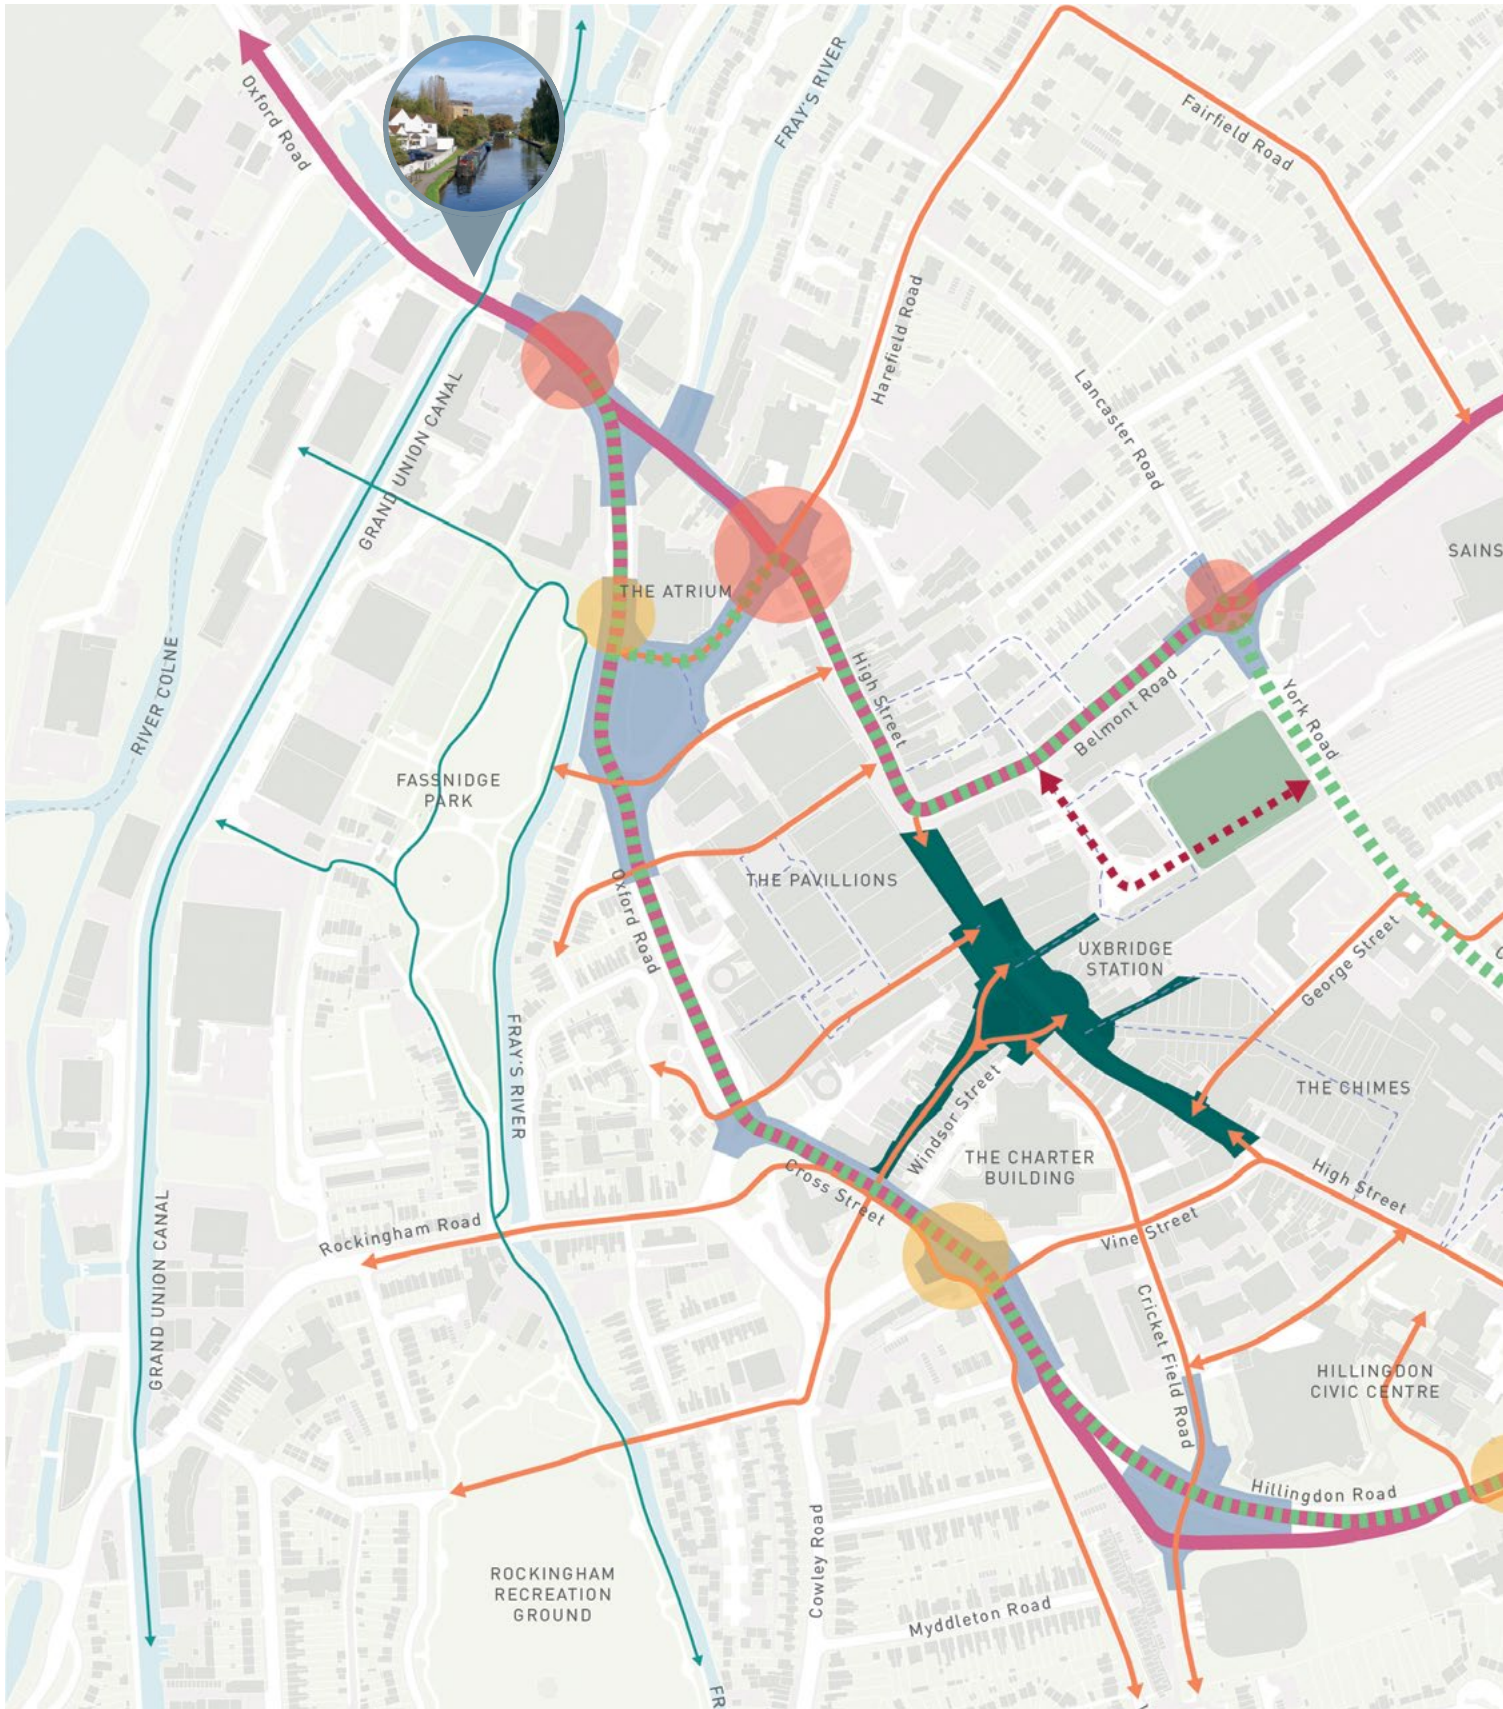 Oxford Road
FRAY'S RIVER
Fairfield Road
Harefield Road
Lancaster Road
GRAND UNION CANAL
SAINS
THE ATRIUM
RIVER COLNE
High Street
Belmont Road
York Road
FASSNIDGE
PARK
THE PAVILLIONS
Oxford Road
UXBRIDGE
STATION
George Street
FRAY'S RIVER
THE CHIMES
Windsor Street
THE CHARTER
BUILDING
Cross Street
High Street
Rockingham Road
Vine Street
GRAND UNION CANAL
Cricket Field Road
HILLINGDON
CIVIC CENTRE
Hillingdon Road
Cowley Road
ROCKINGHAM
RECREATION
GROUND
Myddleton Road
FR